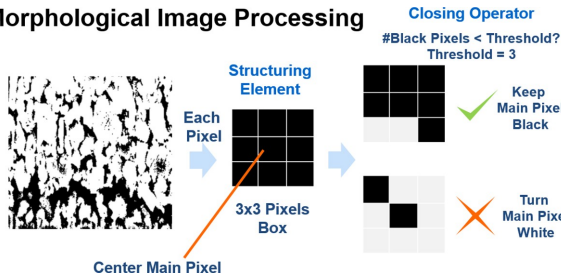 Morphological Image Processing
Closing Operator
#Black Pixels < Threshold?
Threshold = 3
Structuring
Element
Each
Pixel
3x3 Pixels
Box
Center Main Pixel
Keep
Main Pixel
Black
Turn
Main Pixel
White